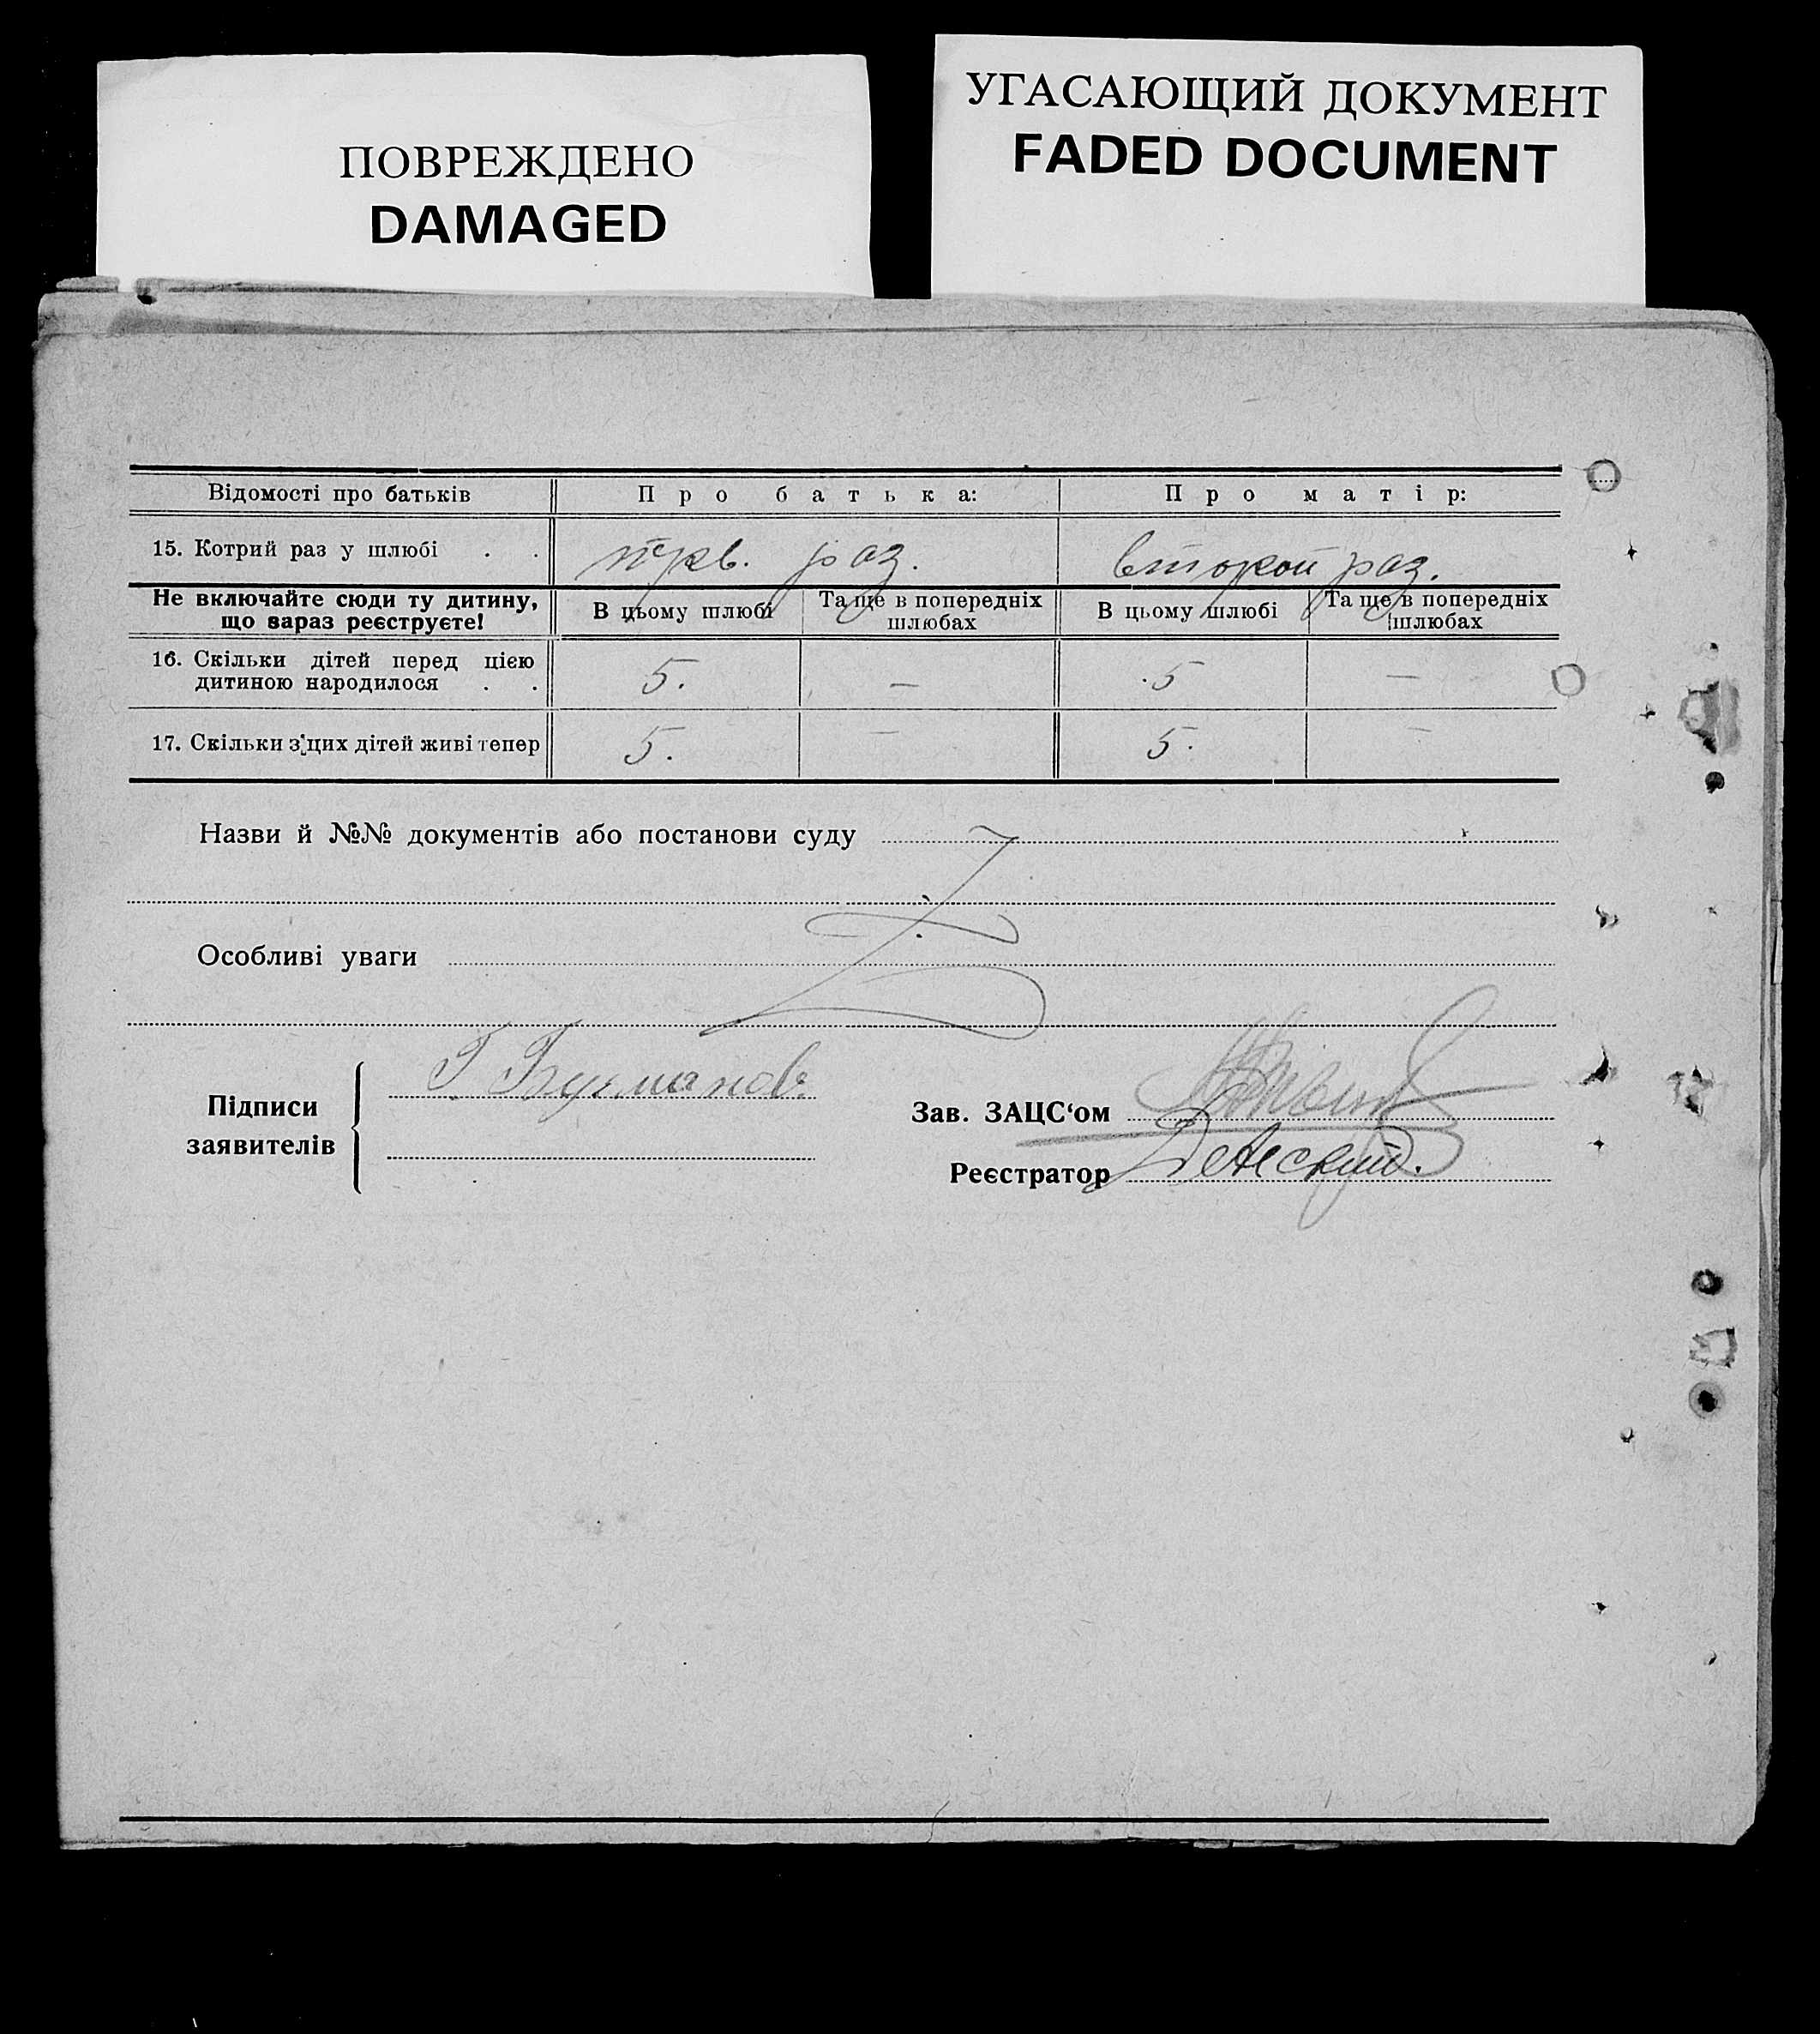 ПОВРЕЖДЕНО
DAMAGED
УГАСАЮЩИЙ ДОКУМЕНТ
FADED DOCUMENT
Відомості про батьків Про батька: Про матір:
15. Котрий раз у шлюбі . . перв. раз. второй раз.
Не включайте сюди ту дитину, що вараз реєструєте! В цьому шлюбі Та ще в попередніх шлюбах В цьому шлюбі Та ще в попередніх шлюбах
16. Скільки дітей перед цією дитиною народилося . . 5. — 5 —
17. Скільки з цих дітей живі тепер 5. — 5. —
Назви й №№ документів або постанови суду
Особливі уваги
Підписи заявителів
Зав. ЗАЦС‘ом
Реєстратор